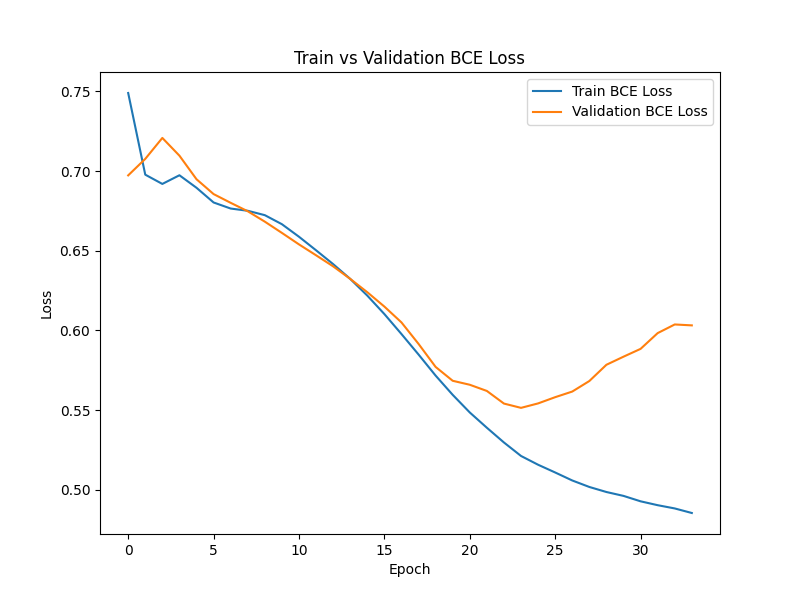 Train vs Validation BCE Loss
Train BCE Loss
Validation BCE Loss
0.75
0.70
0.65
0.60
0.55
0.50
Loss
0 5 10 15 20 25 30
Epoch